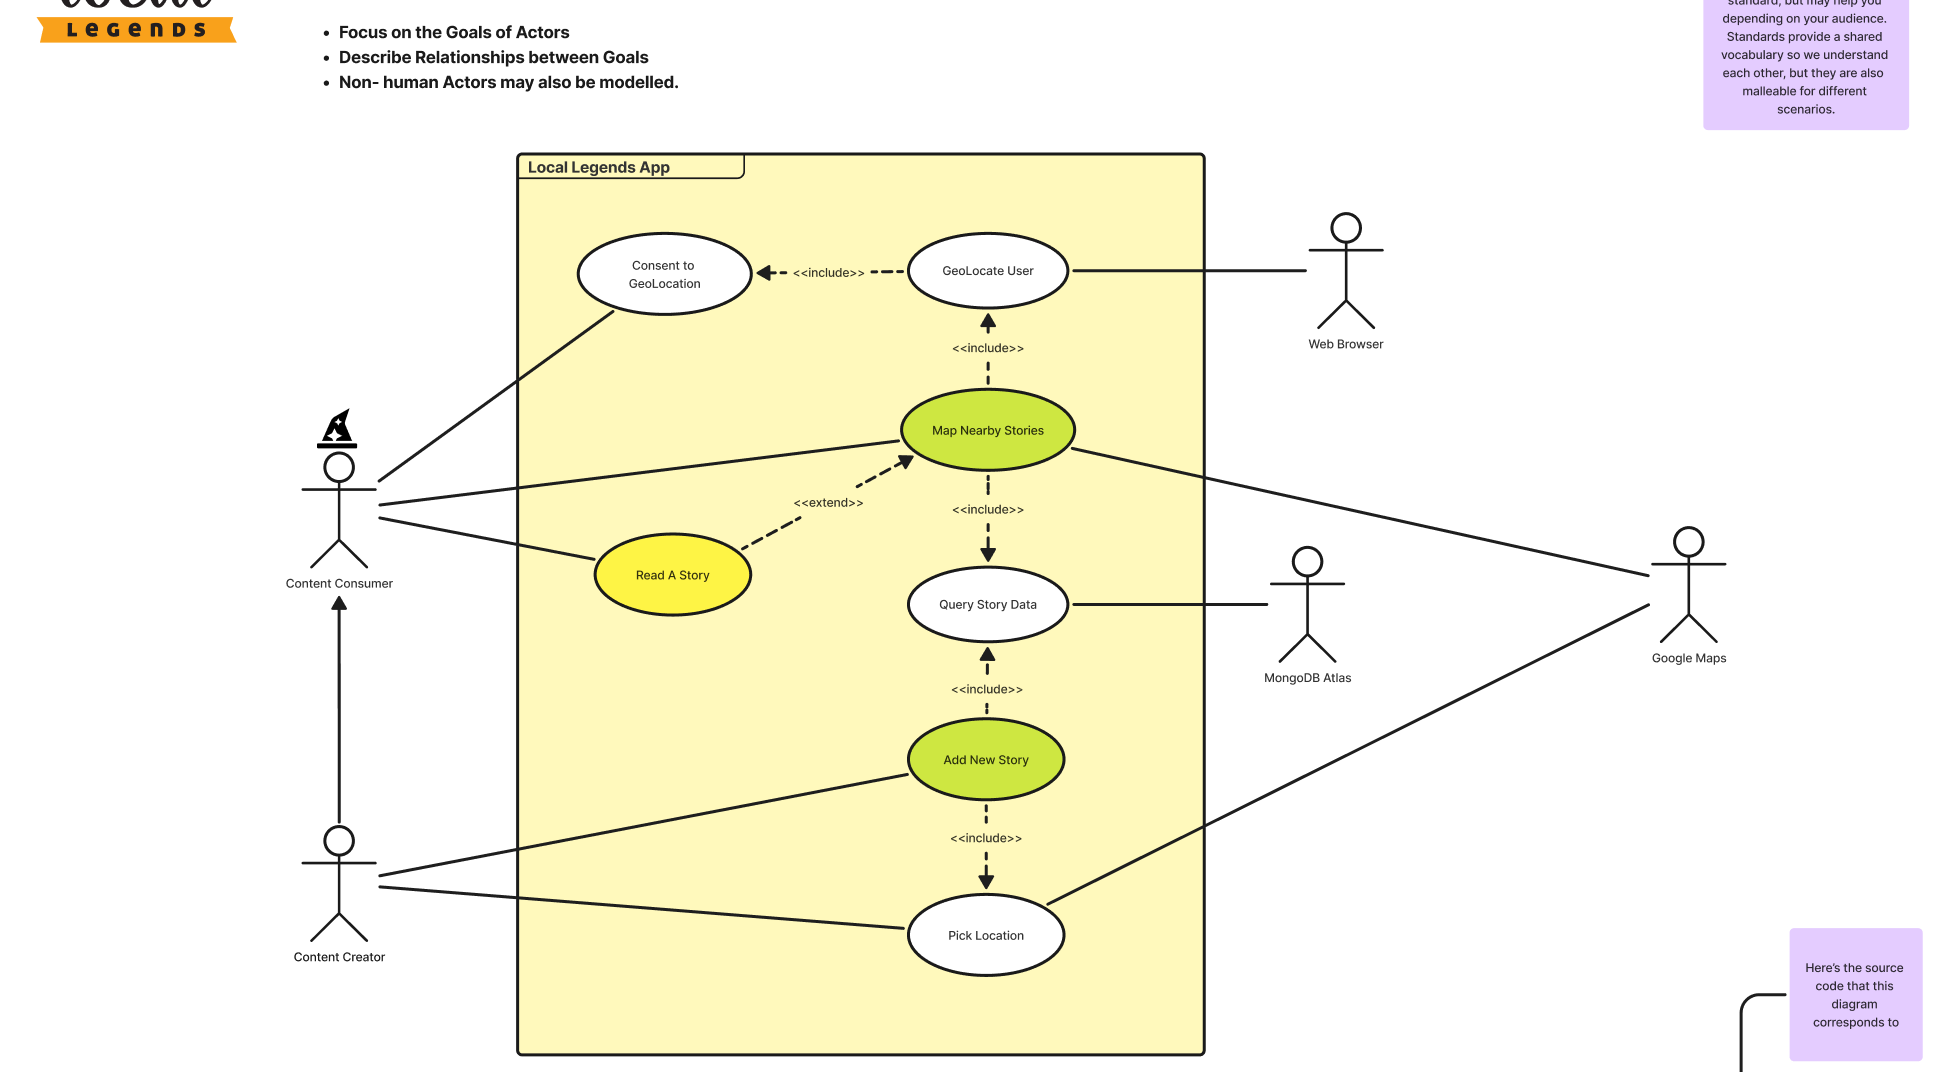 LEGENDS
• Focus on the Goals of Actors
• Describe Relationships between Goals
• Non- human Actors may also be modelled.
standard, but may help you
depending on your audience.
Standards provide a shared
vocabulary so we understand
each other, but they are also
malleable for different
scenarios.
Local Legends App
Consent to
GeoLocation
<<include>>
GeoLocate User
Web Browser
<<include>>
Map Nearby Stories
<<extend>>
<<include>>
Content Consumer
Read A Story
Query Story Data
MongoDB Atlas
Google Maps
<<include>>
Add New Story
<<include>>
Pick Location
Content Creator
Here's the source
code that this
diagram
corresponds to